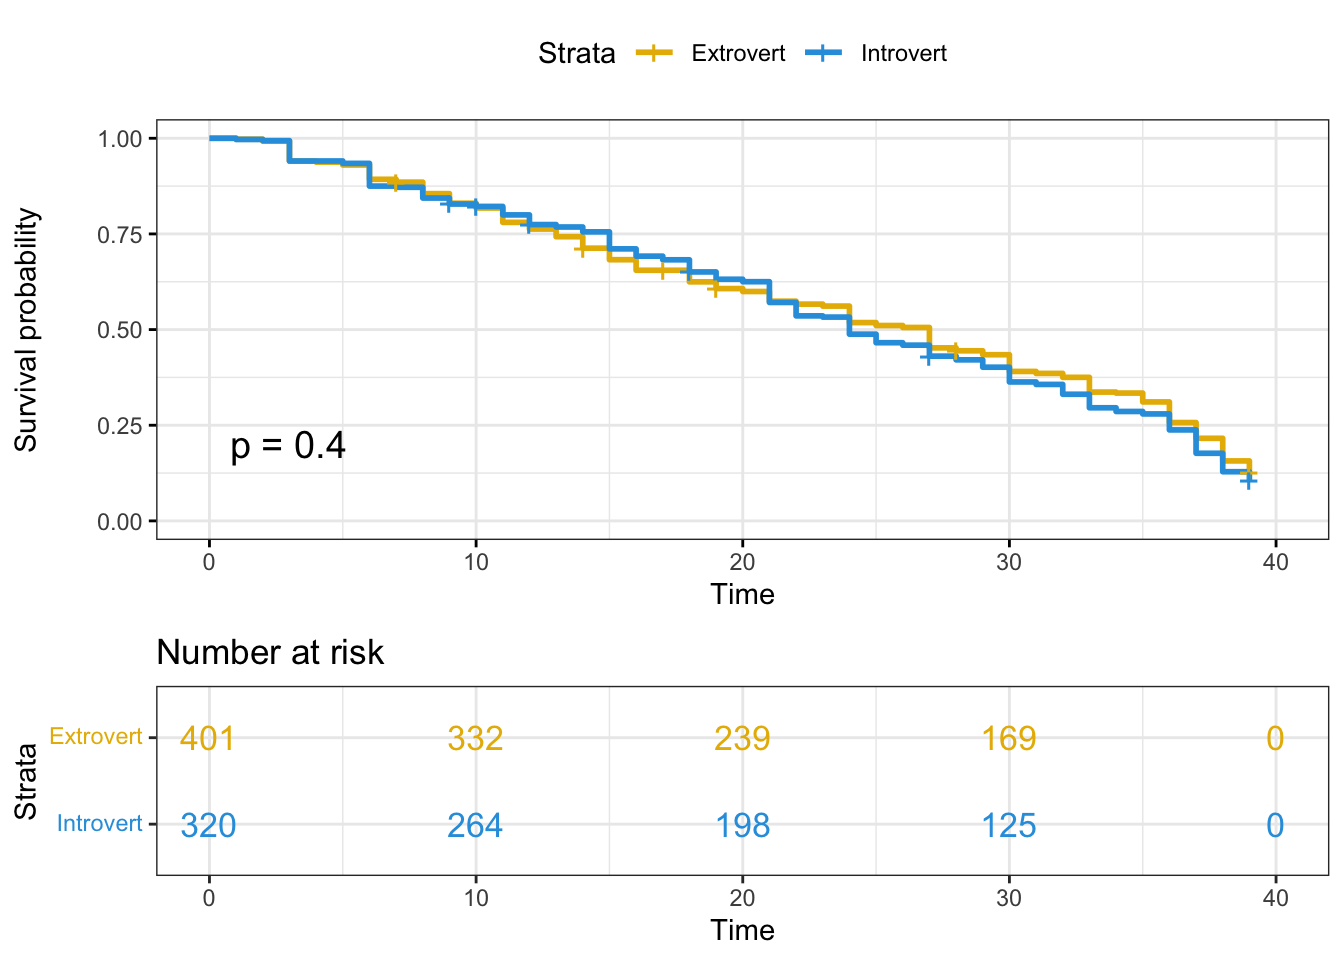 Strata Extrovert Introvert
1.00
0.75
0.50
0.25
0.00
Survival probability
p = 0.4
0 10 20 30 40
Time
Number at risk
Strata
Extrovert 401 332 239 169 0
Introvert 320 264 198 125 0
0 10 20 30 40
Time